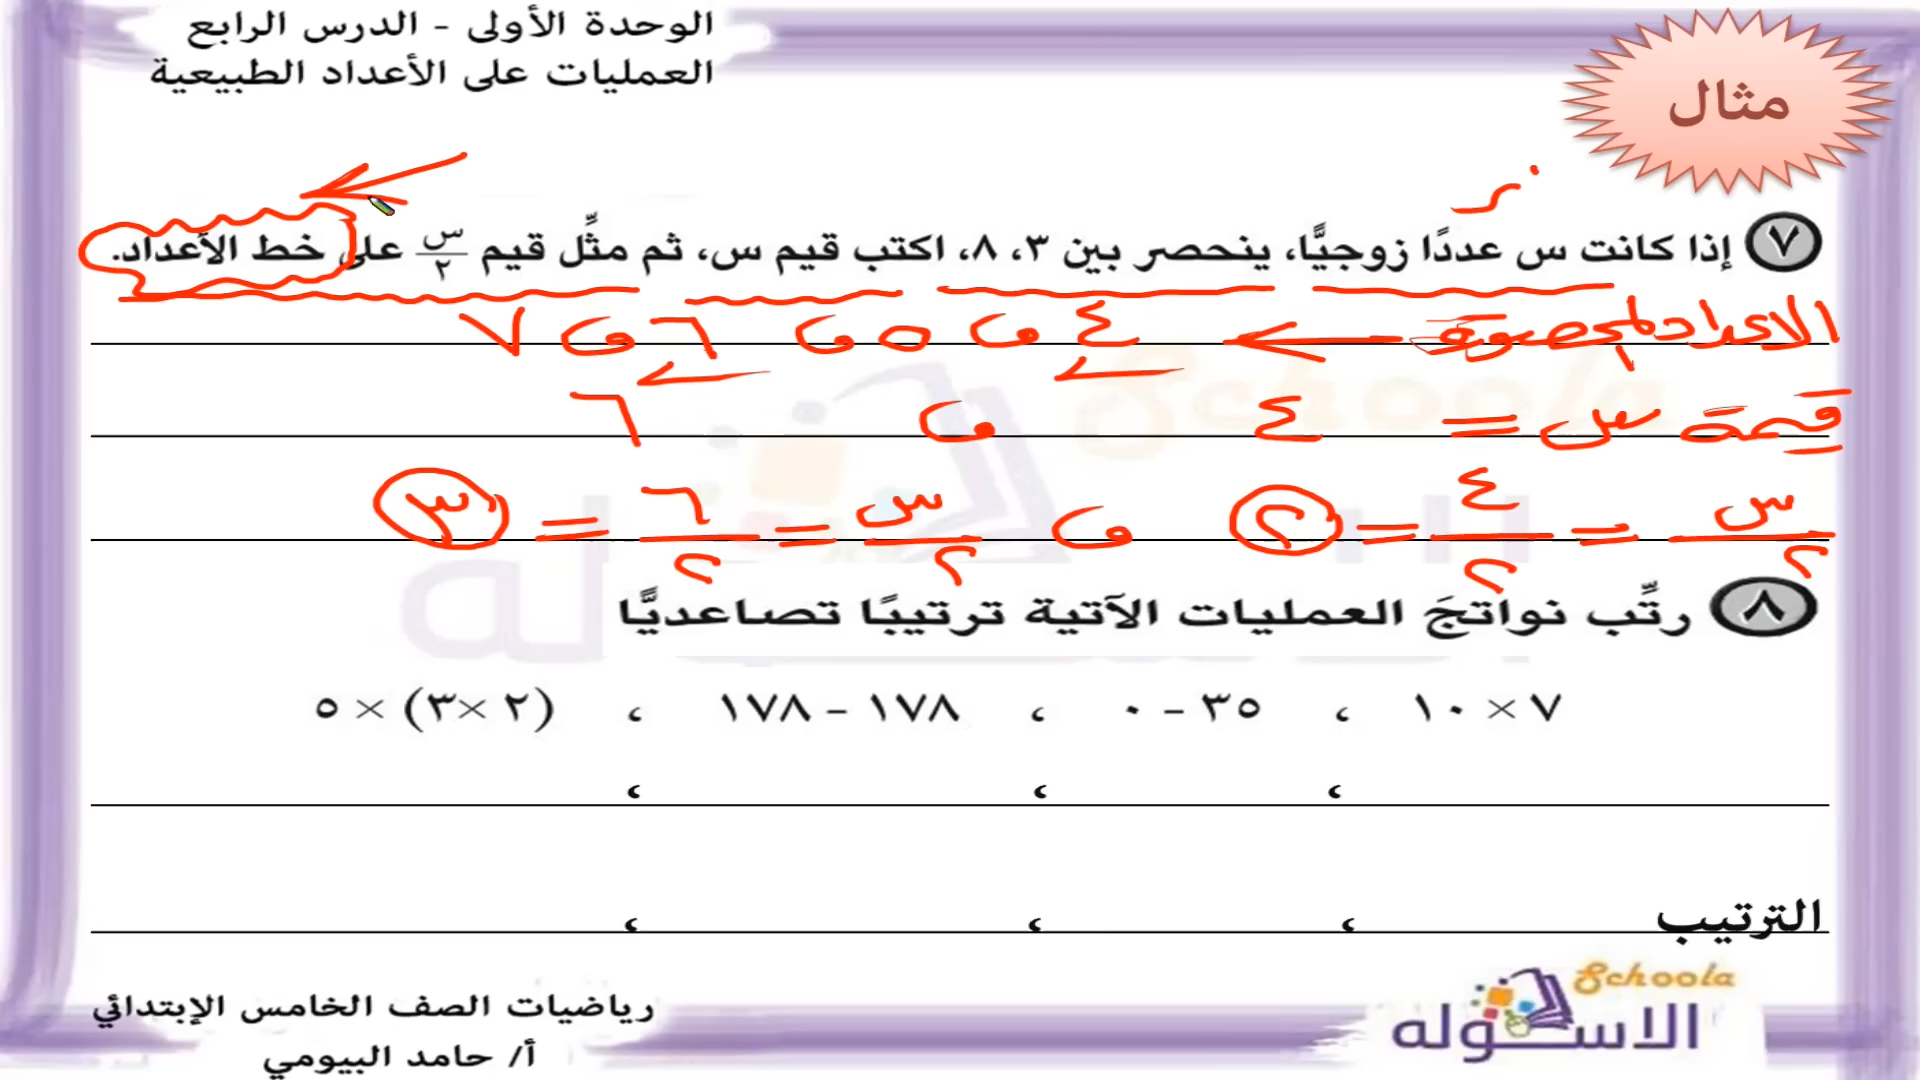 الوحدة الأولى - الدرس الرابع
العمليات على الأعداد الطبيعية
مثال
٧ إذا كانت س عددًا زوجيًّا، ينحصر بين ٣، ٨، اكتب قيم س، ثم مثِّل قيم س/٢ على خط الأعداد.
الاعداد المحصورة ← ٤ و ٥ و ٦ و ٧
قيمة س = ٤ و ٦
س/٢ = ٤/٢ = ٢ و س/٢ = ٦/٢ = ٣
٨ رتِّب نواتجَ العمليات الآتية ترتيبًا تصاعديًّا
٧ × ١٠ ، ٣٥ - ٠ ، ١٧٨ - ١٧٨ ، (٢ × ٣) × ٥
، ، ،
الترتيب ، ، ،
Schoola
الاسكوله
رياضيات الصف الخامس الإبتدائي
أ/ حامد البيومي